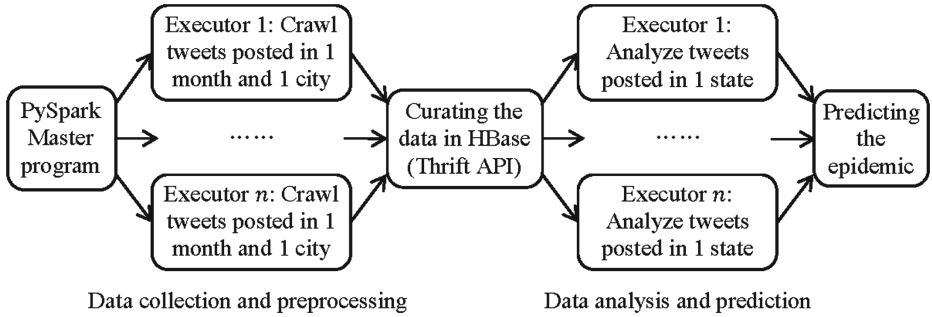 PySpark
Master
program
Executor 1: Crawl
tweets posted in 1
month and 1 city
......
Executor n: Crawl
tweets posted in 1
month and 1 city
Curating the
data in HBase
(Thrift API)
Executor 1:
Analyze tweets
posted in 1 state
......
Executor n:
Analyze tweets
posted in 1 state
Predicting
the
epidemic
Data collection and preprocessing
Data analysis and prediction